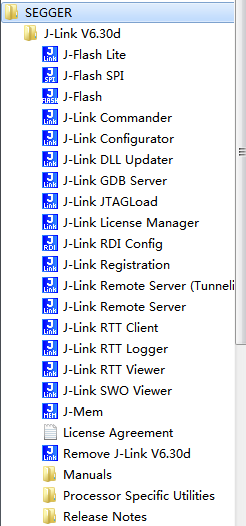 SEGGER
J-Link V6.30d
J-Flash Lite
J-Flash SPI
J-Flash
J-Link Commander
J-Link Configurator
J-Link DLL Updater
J-Link GDB Server
J-Link JTAGLoad
J-Link License Manager
J-Link RDI Config
J-Link Registration
J-Link Remote Server (Tunneli
J-Link Remote Server
J-Link RTT Client
J-Link RTT Logger
J-Link RTT Viewer
J-Link SWO Viewer
J-Mem
License Agreement
Remove J-Link V6.30d
Manuals
Processor Specific Utilities
Release Notes